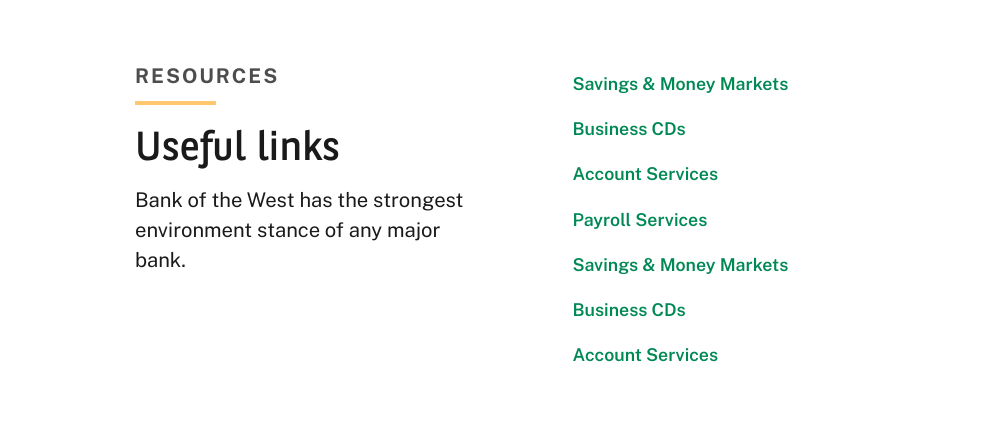 RESOURCES
Useful links
Bank of the West has the strongest
environment stance of any major
bank.
Savings & Money Markets
Business CDs
Account Services
Payroll Services
Savings & Money Markets
Business CDs
Account Services